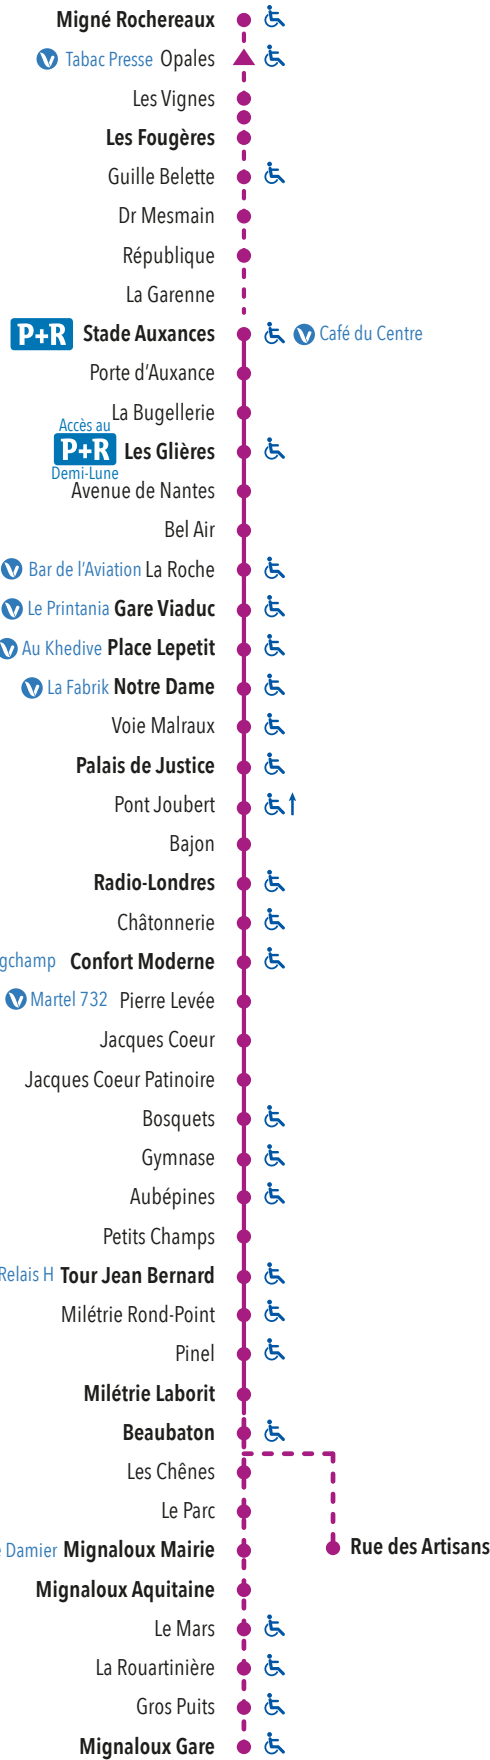 Migné Rochereaux
Tabac Presse Opales
Les Vignes
Les Fougères
Guille Belette
Dr Mesmain
République
La Garenne
P+R Stade Auxances Café du Centre
Porte d'Auxance
La Bugellerie
Accès au
P+R Les Glières
Demi-Lune
Avenue de Nantes
Bel Air
Bar de l'Aviation La Roche
Le Printania Gare Viaduc
Au Khedive Place Lepetit
La Fabrik Notre Dame
Voie Malraux
Palais de Justice
Pont Joubert
Bajon
Radio-Londres
Châtonnerie
gchamp Confort Moderne
Martel 732 Pierre Levée
Jacques Coeur
Jacques Coeur Patinoire
Bosquets
Gymnase
Aubépines
Petits Champs
Relais H Tour Jean Bernard
Milétrie Rond-Point
Pinel
Milétrie Laborit
Beaubaton
Les Chênes
Le Parc
Rue des Artisans
Damier Mignaloux Mairie
Mignaloux Aquitaine
Le Mars
La Rouartinière
Gros Puits
Mignaloux Gare